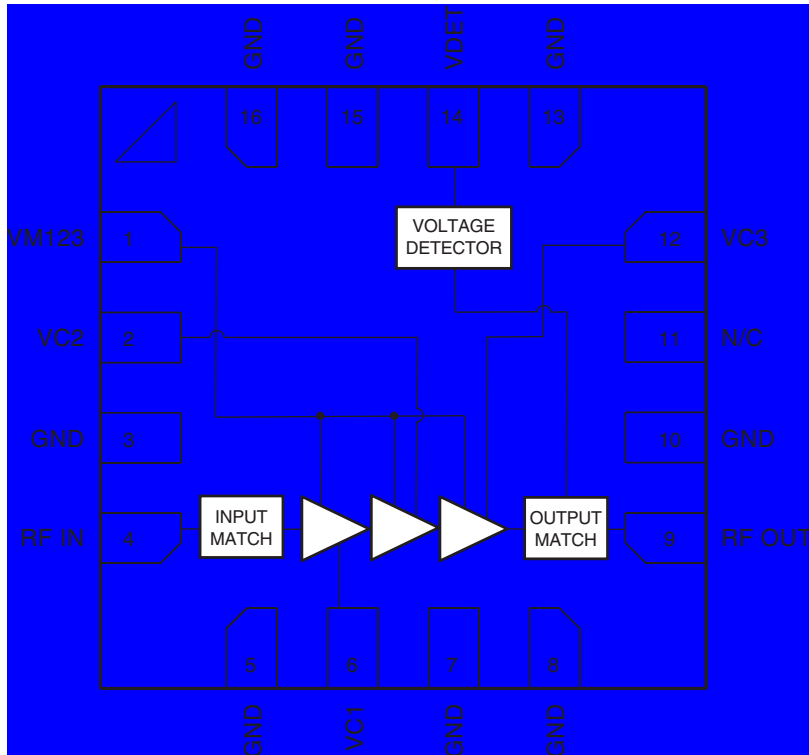 GND
GND
VDET
GND
16
15
14
13
VM123
1
VOLTAGE
DETECTOR
12
VC3
VC2
2
11
N/C
GND
3
10
GND
RF IN
4
INPUT
MATCH
OUTPUT
MATCH
9
RF OUT
5
6
7
8
GND
VC1
GND
GND